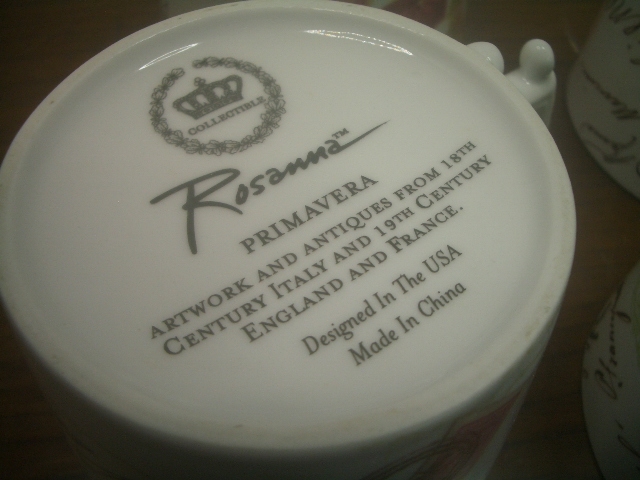 COLLECTIBLE
Rosanna™
PRIMAVERA
ARTWORK AND ANTIQUES FROM 18TH
CENTURY ITALY AND 19TH CENTURY
ENGLAND AND FRANCE.
Designed In The USA
Made In China